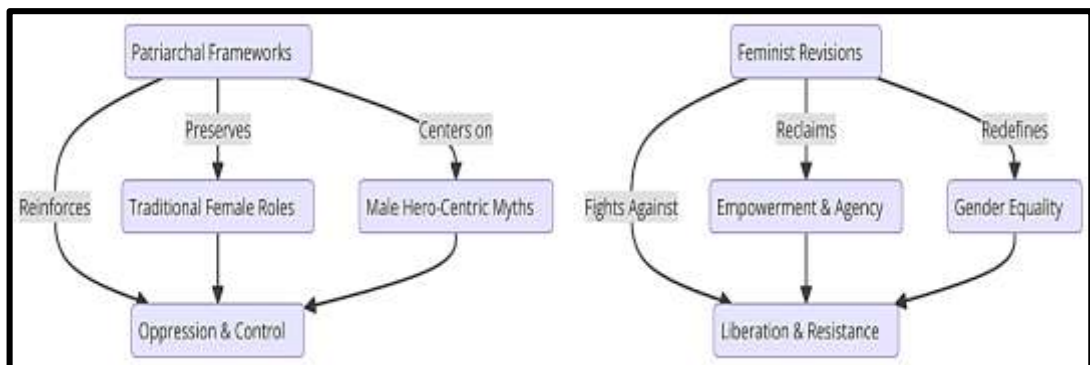 Patriarchal Frameworks
Preserves
Centers on
Reinforces
Traditional Female Roles
Male Hero-Centric Myths
Oppression & Control
Feminist Revisions
Reclaims
Redefines
Fights Against
Empowerment & Agency
Gender Equality
Liberation & Resistance